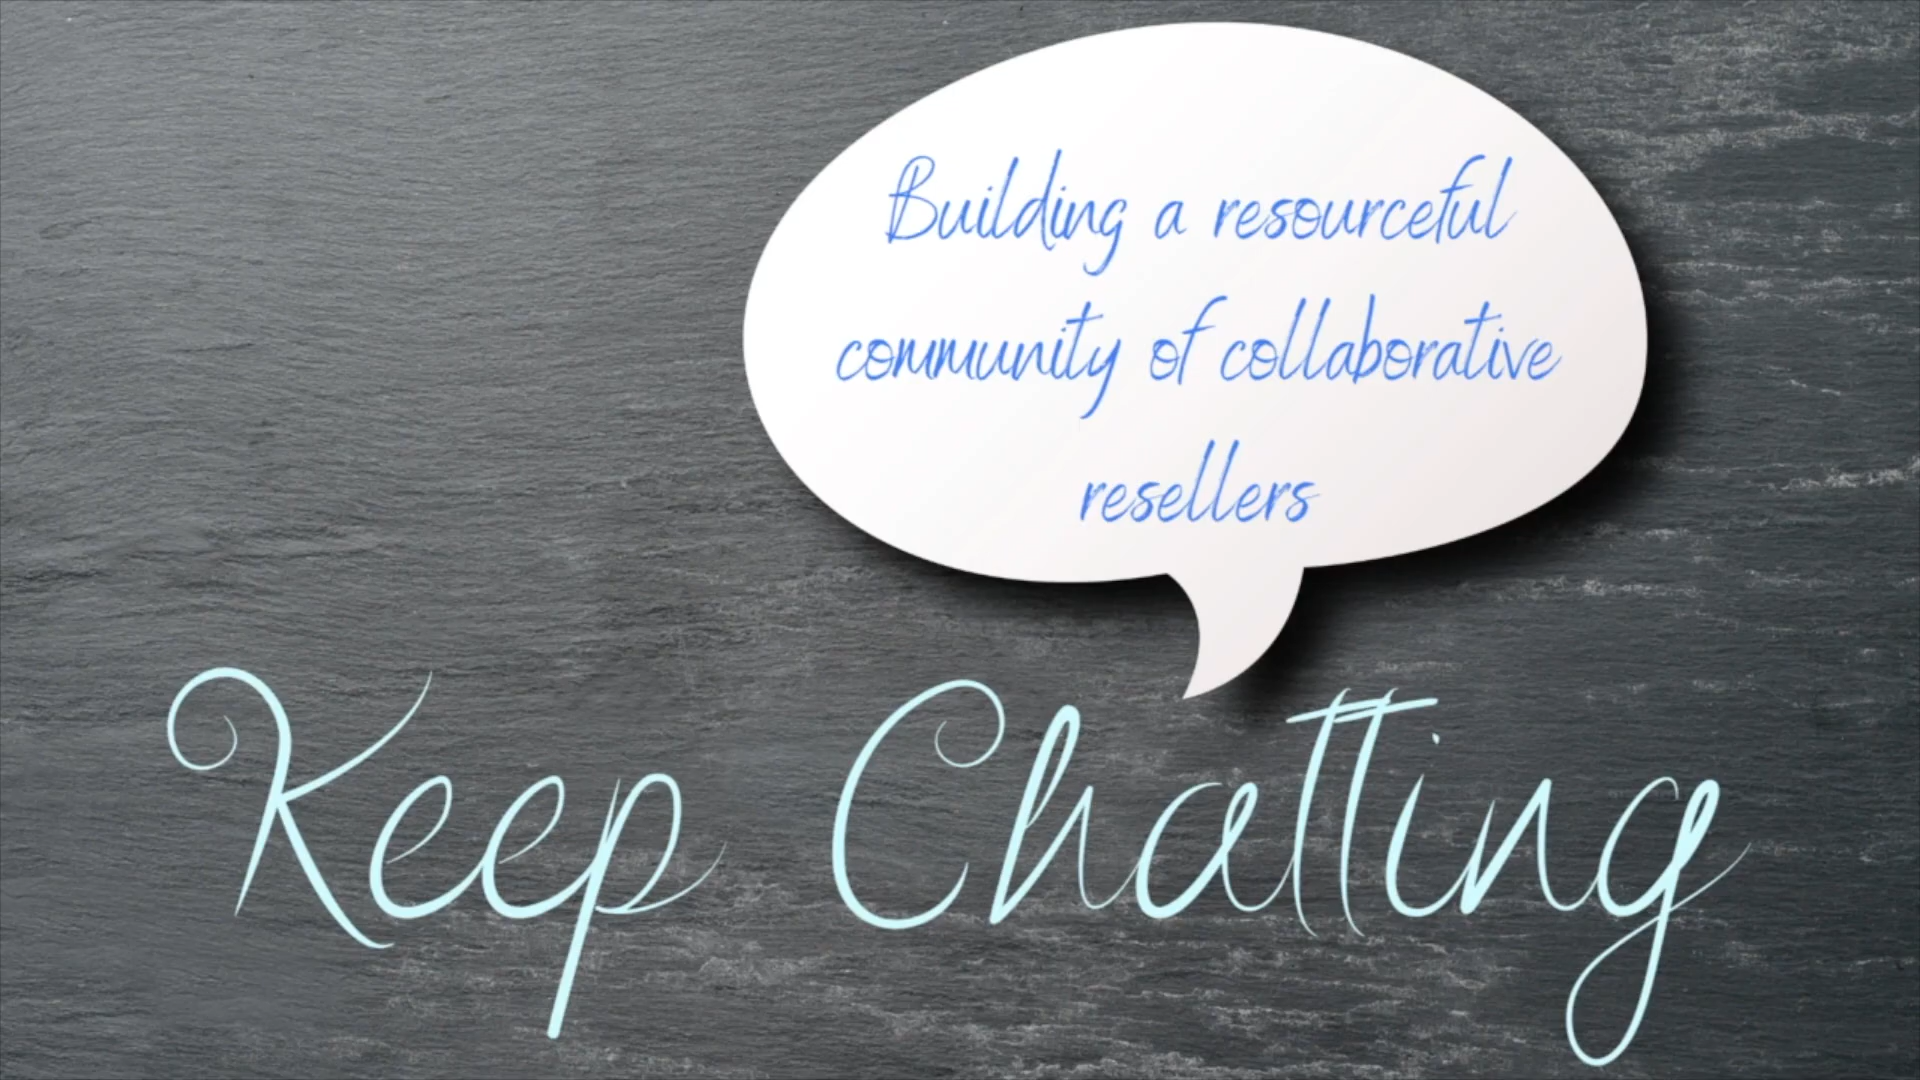 Building a resourceful
community of collaborative
resellers
Keep Chatting